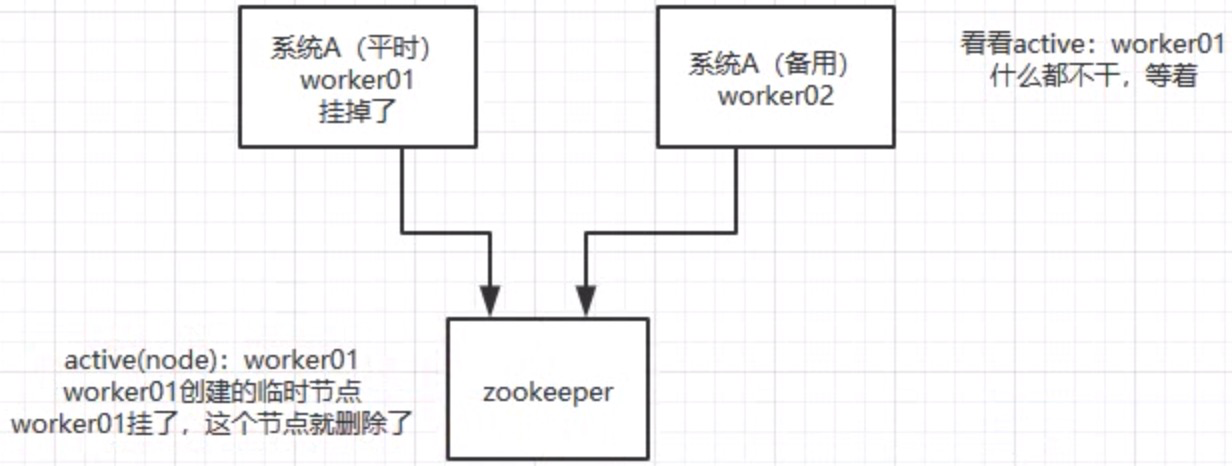 系统A（平时）
worker01
挂掉了
系统A（备用）
worker02
看看active：worker01
什么都不干，等着
active(node)：worker01
worker01创建的临时节点
worker01挂了，这个节点就删除了
zookeeper